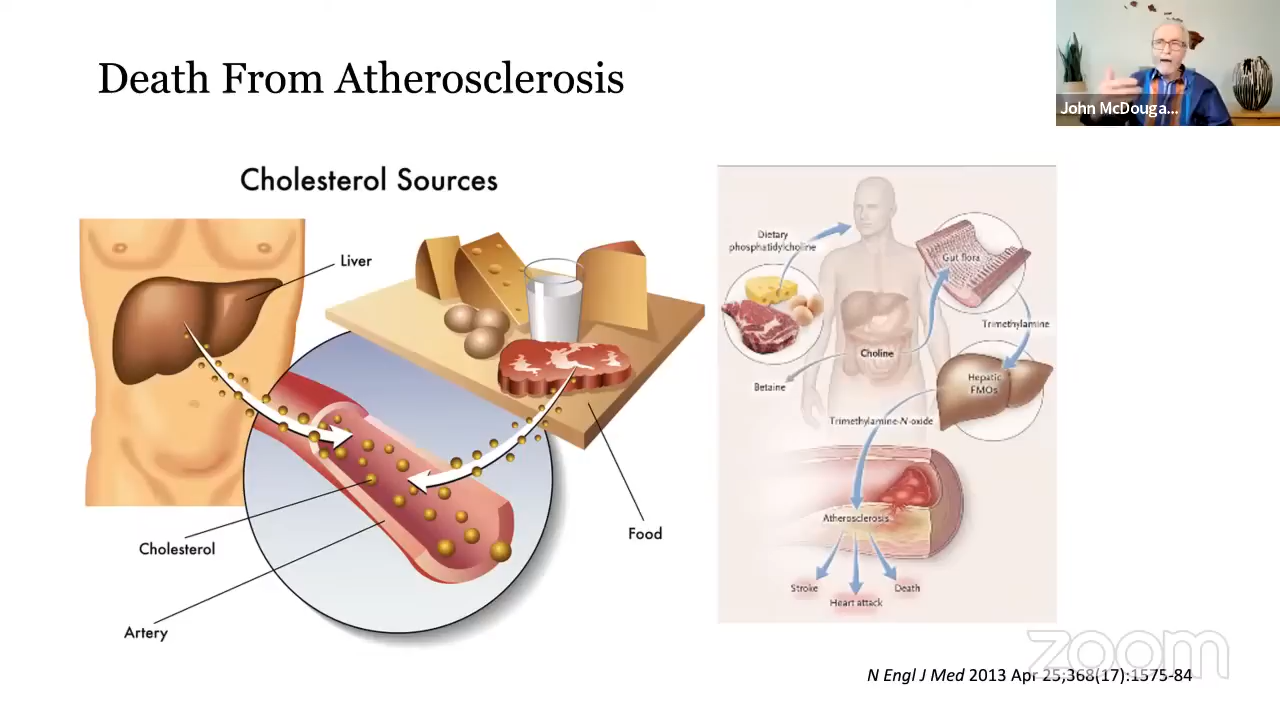 Death From Atherosclerosis
John McDouga...
Cholesterol Sources
Liver
Cholesterol
Artery
Food
Dietary
phosphatidylcholine
Gut flora
Trimethylamine
Choline
Betaine
Hepatic
FMOs
Trimethylamine-N-oxide
Atherosclerosis
Stroke
Heart attack
Death
zoom
N Engl J Med 2013 Apr 25;368(17):1575-84